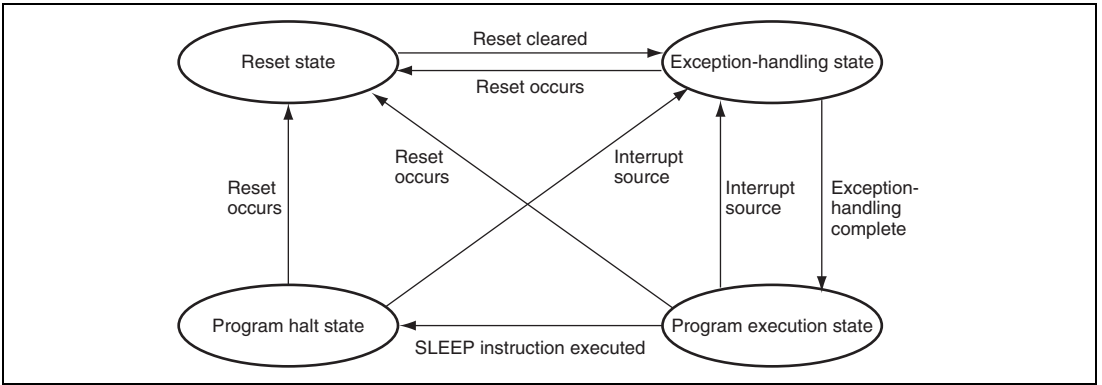 Reset cleared
Reset state
Exception-handling state
Reset occurs
Reset
occurs
Interrupt
source
Reset
occurs
Interrupt
source
Exception-
handling
complete
Program halt state
Program execution state
SLEEP instruction executed